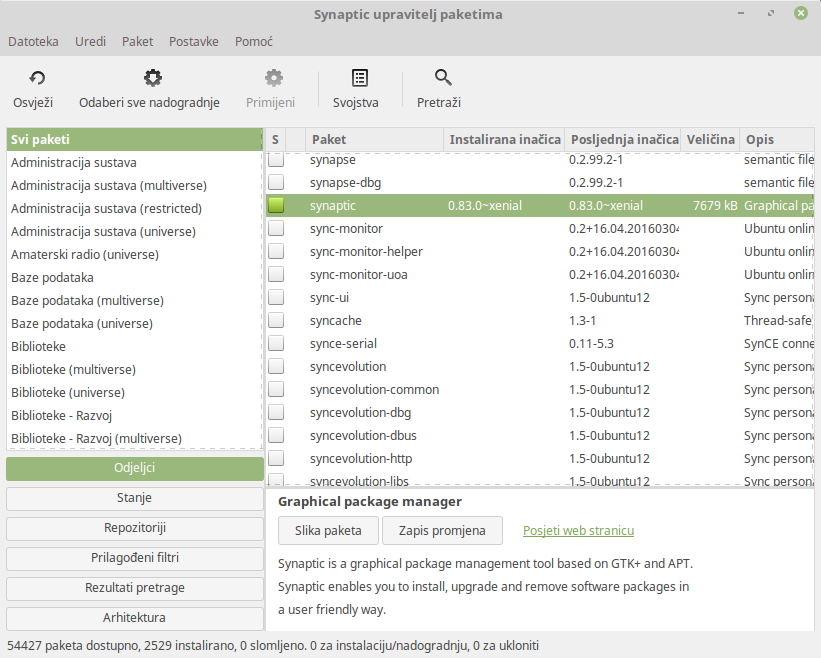 Synaptic upravitelj paketima
Datoteka Uredi Paket Postavke Pomoć
Osvježi Odaberi sve nadogradnje Primijeni Svojstva Pretraži
Svi paketi
Administracija sustava
Administracija sustava (multiverse)
Administracija sustava (restricted)
Administracija sustava (universe)
Amaterski radio (universe)
Baze podataka
Baze podataka (multiverse)
Baze podataka (universe)
Biblioteke
Biblioteke (multiverse)
Biblioteke (universe)
Biblioteke - Razvoj
Biblioteke - Razvoj (multiverse)
Odjeljci
Stanje
Repozitoriji
Prilagođeni filtri
Rezultati pretrage
Arhitektura
S Paket Instalirana inačica Posljednja inačica Veličina Opis
synapse 0.2.99.2-1 semantic file
synapse-dbg 0.2.99.2-1 semantic file
synaptic 0.83.0~xenial 0.83.0~xenial 7679 kB Graphical pa
sync-monitor 0.2+16.04.20160304 Ubuntu onlin
sync-monitor-helper 0.2+16.04.20160304 Ubuntu onlin
sync-monitor-uoa 0.2+16.04.20160304 Ubuntu onlin
sync-ui 1.5-0ubuntu12 Sync persona
syncache 1.3-1 Thread-safe
synce-serial 0.11-5.3 SynCE conne
syncevolution 1.5-0ubuntu12 Sync persona
syncevolution-common 1.5-0ubuntu12 Sync persona
syncevolution-dbg 1.5-0ubuntu12 Sync persona
syncevolution-dbus 1.5-0ubuntu12 Sync persona
syncevolution-http 1.5-0ubuntu12 Sync persona
syncevolution-libs 1.5-0ubuntu12 Sync persona
Graphical package manager
Slika paketa Zapis promjena Posjeti web stranicu
Synaptic is a graphical package management tool based on GTK+ and APT.
Synaptic enables you to install, upgrade and remove software packages in
a user friendly way.
54427 paketa dostupno, 2529 instalirano, 0 slomljeno. 0 za instalaciju/nadogradnju, 0 za ukloniti